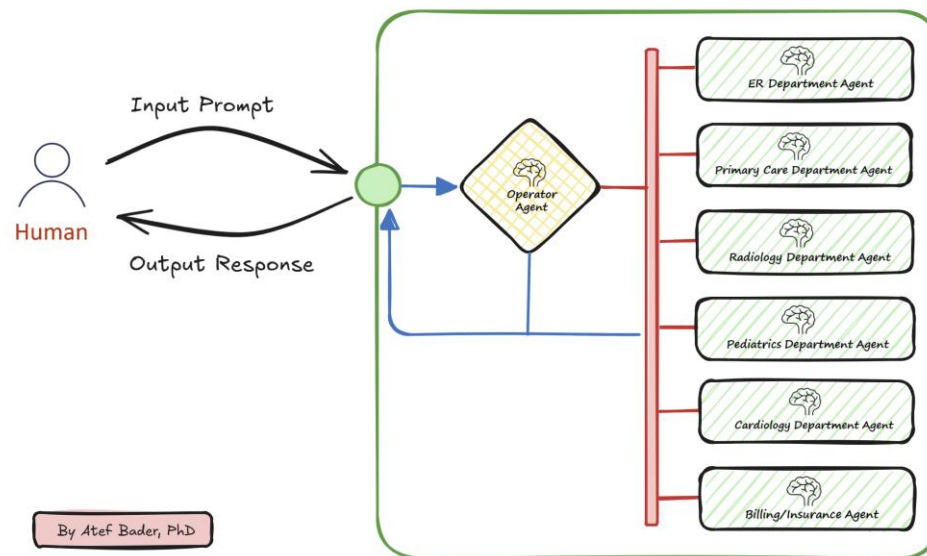 Input Prompt
Human
Output Response
Operator
Agent
ER Department Agent
Primary Care Department Agent
Radiology Department Agent
Pediatrics Department Agent
Cardiology Department Agent
Billing/Insurance Agent
By Atef Bader, PhD